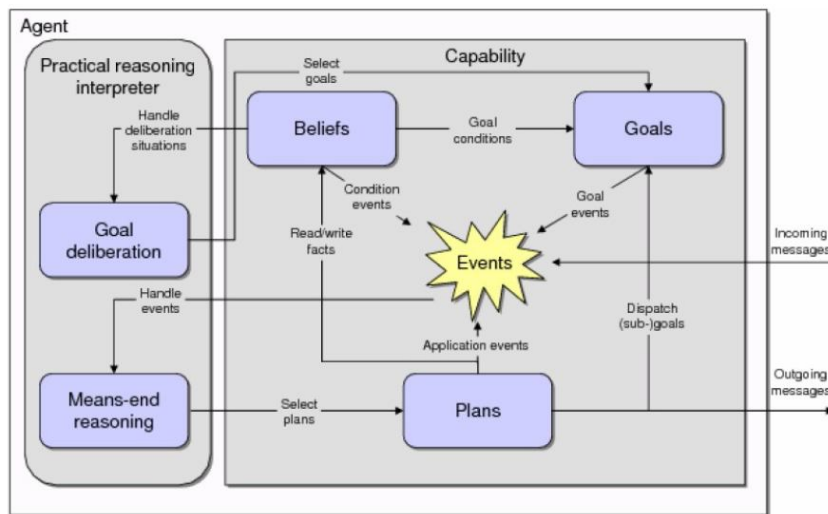 Agent
Practical reasoning
interpreter
Capability
Select
goals
Handle
deliberation
situations
Beliefs
Goal
conditions
Goals
Condition
events
Goal
events
Goal
deliberation
Read/write
facts
Events
Incoming
messages
Handle
events
Dispatch
(sub-)goals
Application events
Means-end
reasoning
Select
plans
Plans
Outgoing
messages